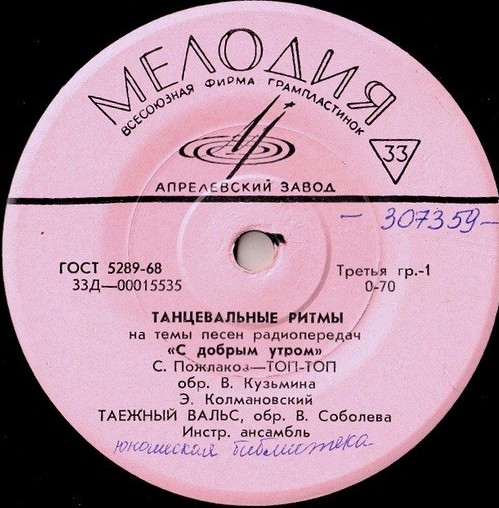 МЕЛОДИЯ
ВСЕСОЮЗНАЯ ФИРМА ГРАМПЛАСТИНОК
33
АПРЕЛЕВСКИЙ ЗАВОД
— 307359 —
ГОСТ 5289-68
33Д—00015535
Третья гр.-1
0-70
ТАНЦЕВАЛЬНЫЕ РИТМЫ
на темы песен радиопередач
«С добрым утром»
С. Пожлаков—ТОП-ТОП
обр. В. Кузьмина
Э. Колмановский
ТАЕЖНЫЙ ВАЛЬС, обр. В. Соболева
Инстр. ансамбль
юношеская библиотека